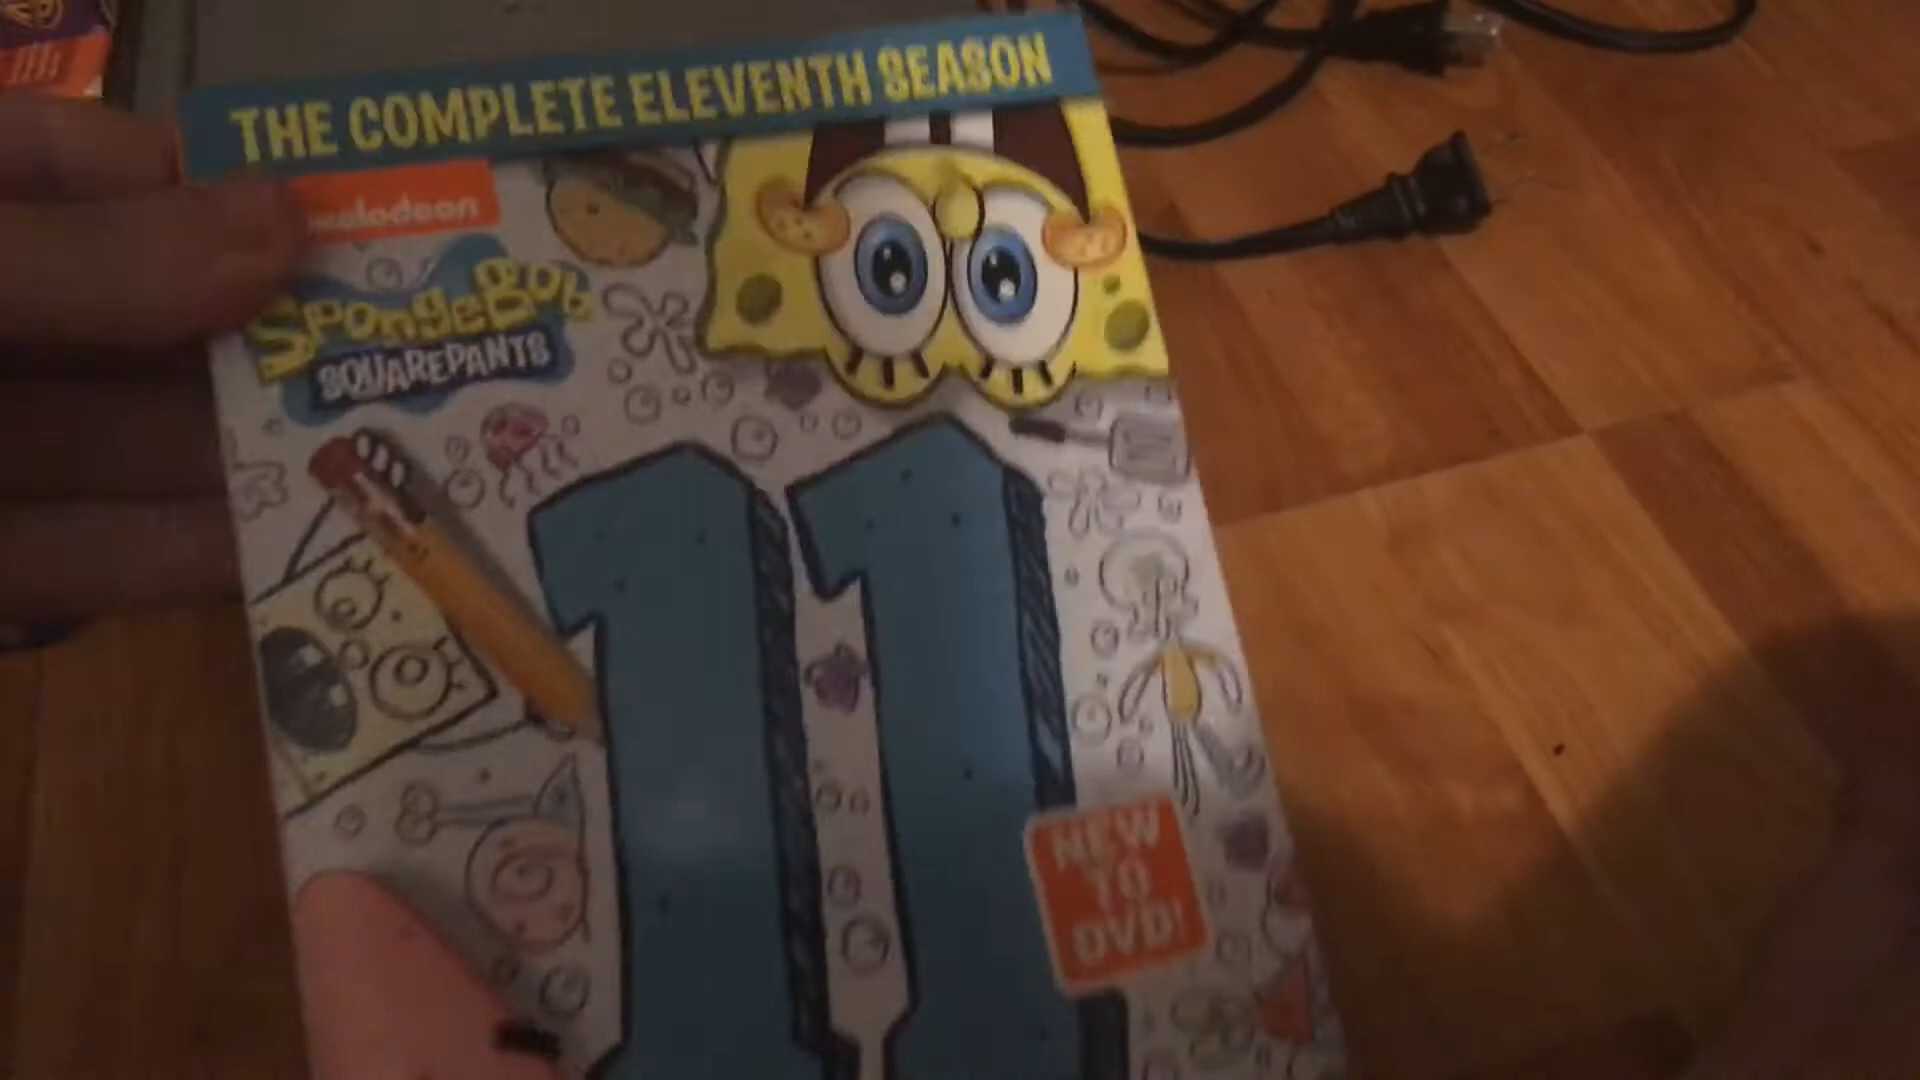 THE COMPLETE ELEVENTH SEASON
nickelodeon
SpongeBob
SQUAREPANTS
11
NEW
TO
DVD!